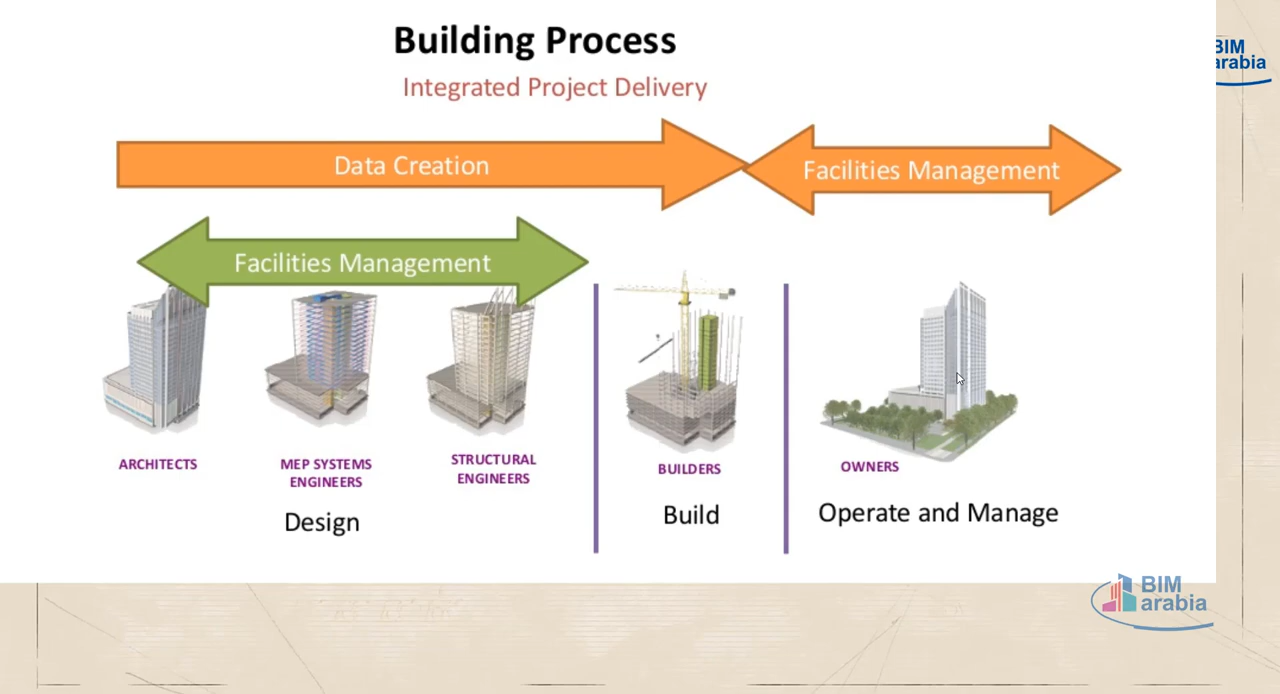 Building Process
Integrated Project Delivery
BIM
arabia
Data Creation
Facilities Management
Facilities Management
ARCHITECTS
MEP SYSTEMS
ENGINEERS
STRUCTURAL
ENGINEERS
BUILDERS
OWNERS
Design
Build
Operate and Manage
BIM
arabia